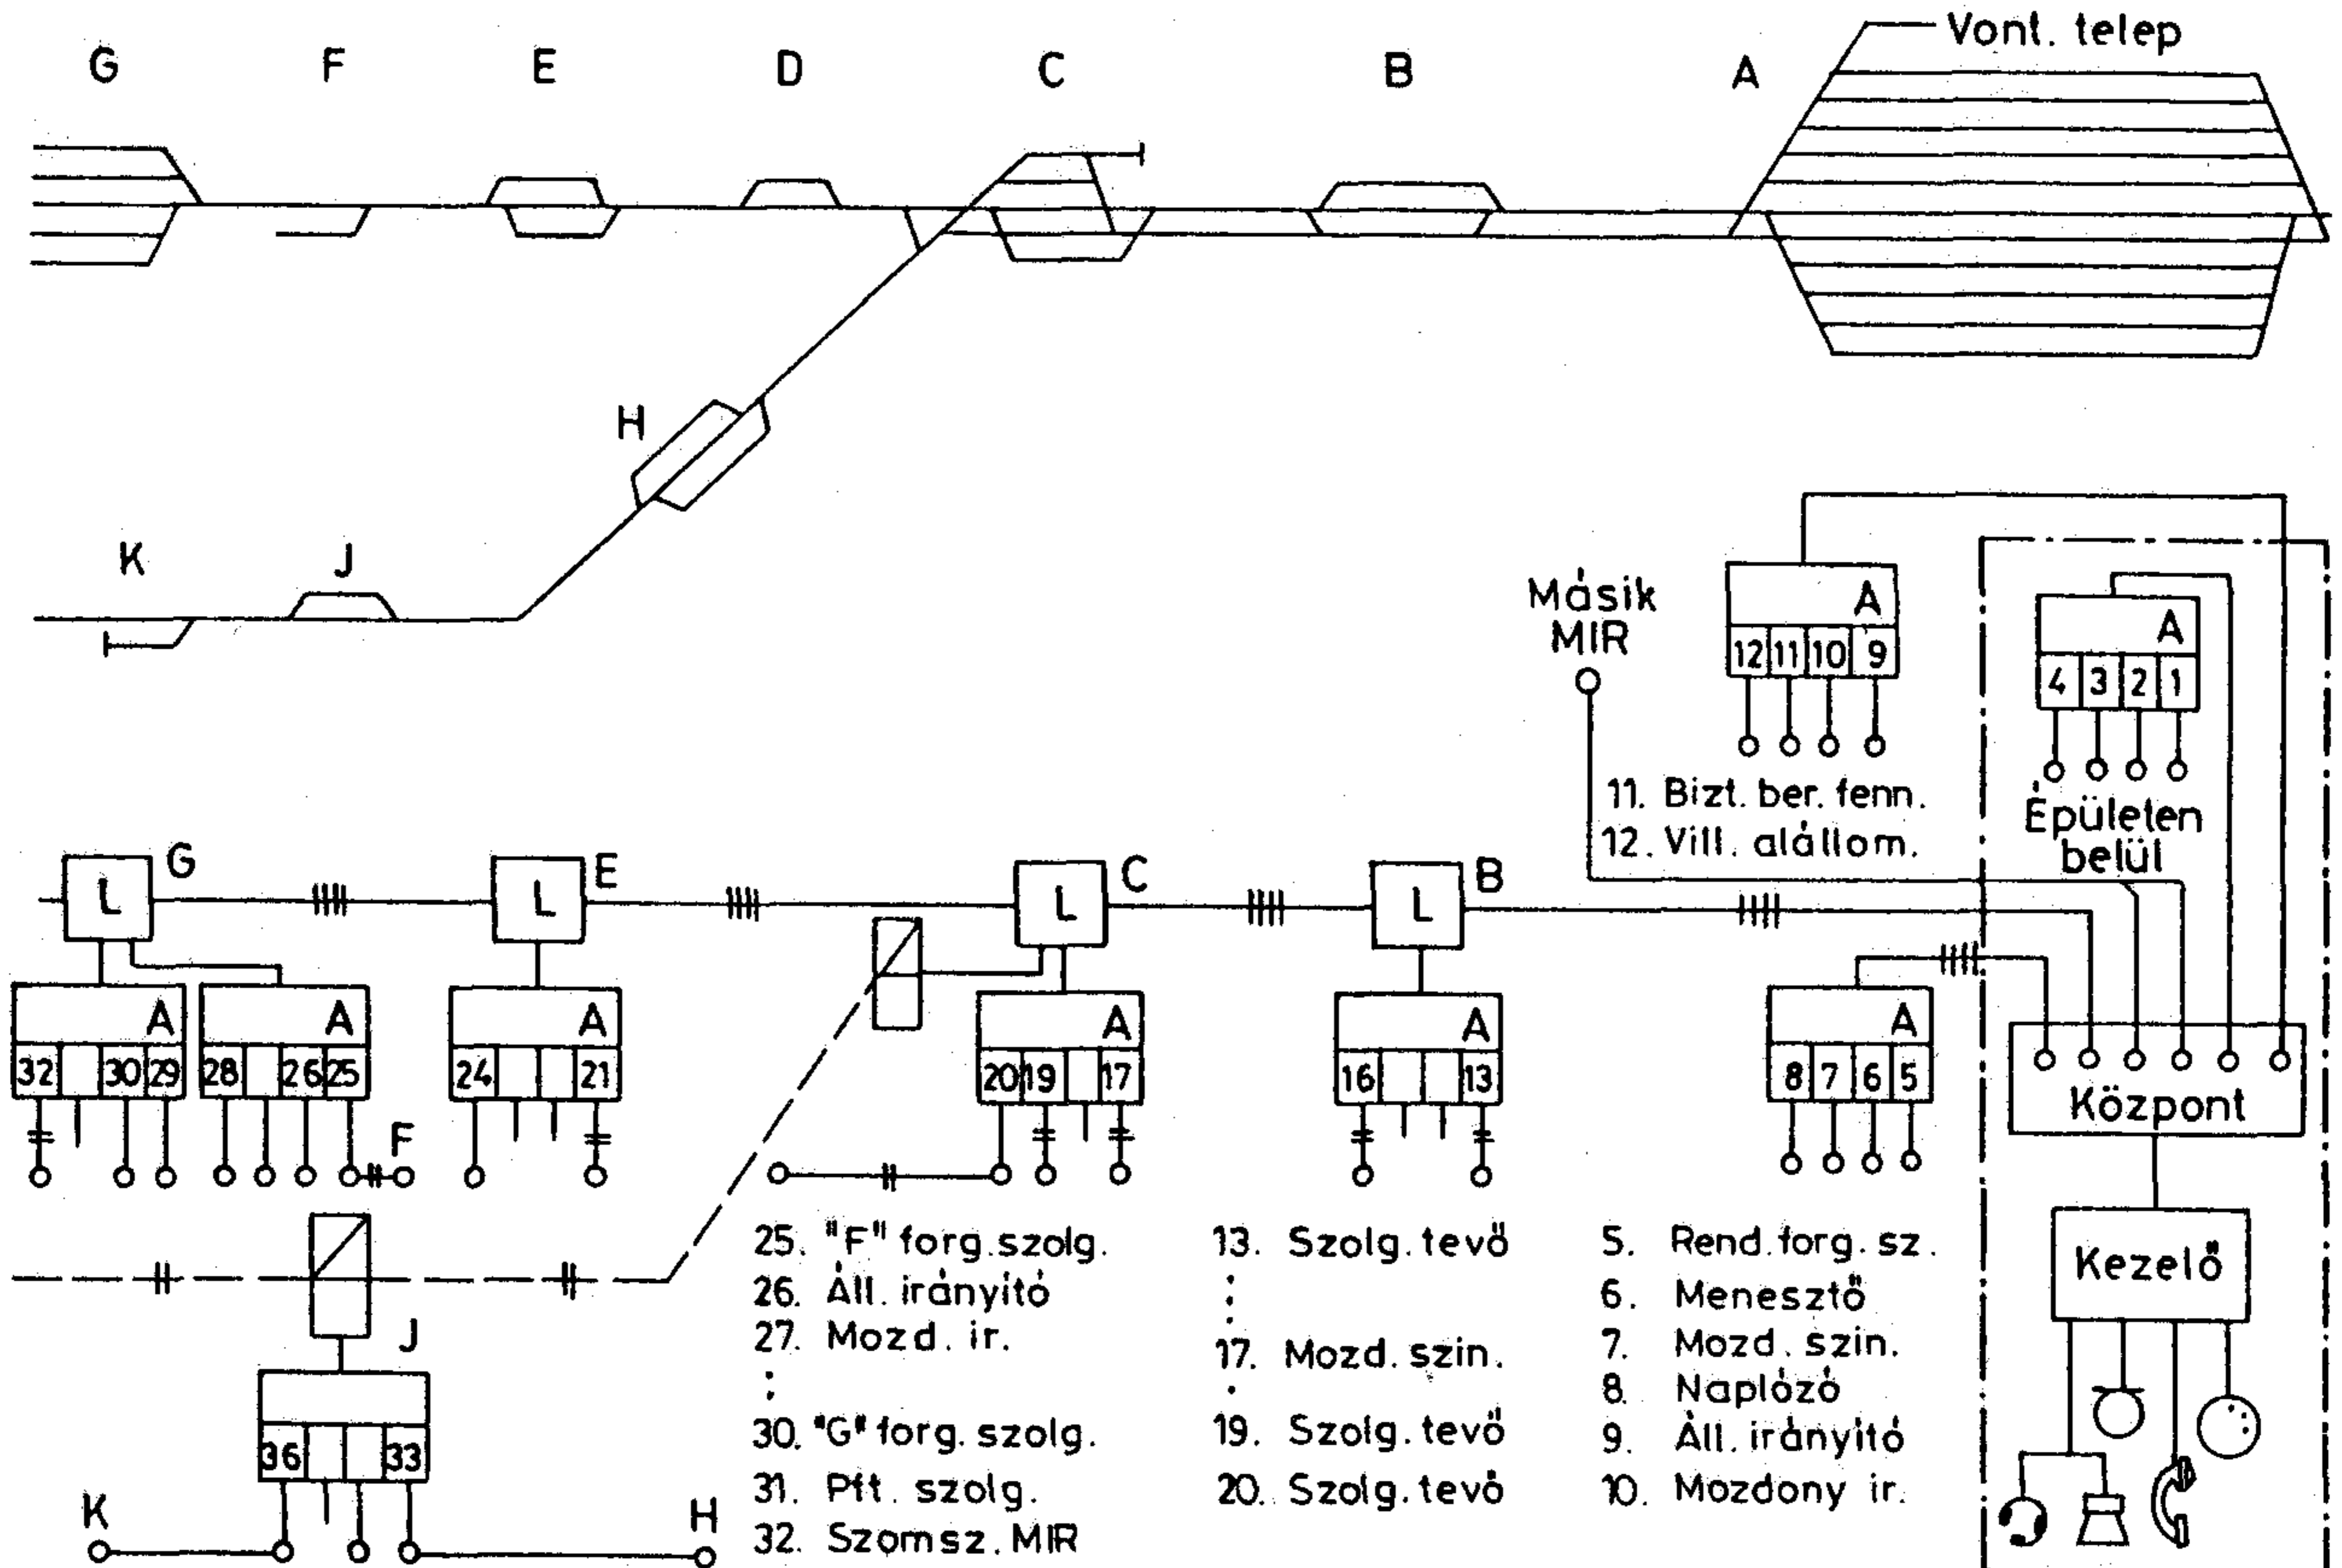 G F E D C B A Vont. telep
H
K J
Másik
MIR
A
12 11 10 9
A
4 3 2 1
11. Bizt. ber. fenn.
12. Vill. alállom.
Épületen
belül
L G L E L C L B
A A A A A A
32 30 29 28 26 25 24 21 20 19 17 16 13 8 7 6 5
F
Központ
Kezelő
J
36 33
K H
25. "F" forg. szolg.
26. Áll. irányító
27. Mozd. ir.
:
30. "G" forg. szolg.
31. Pft. szolg.
32. Szomsz. MIR
13. Szolg. tevő
:
:
17. Mozd. szin.
.
19. Szolg. tevő
20. Szolg. tevő
5. Rend. forg. sz.
6. Menesztő
7. Mozd. szin.
8. Naplózó
9. Áll. irányító
10. Mozdony ir.